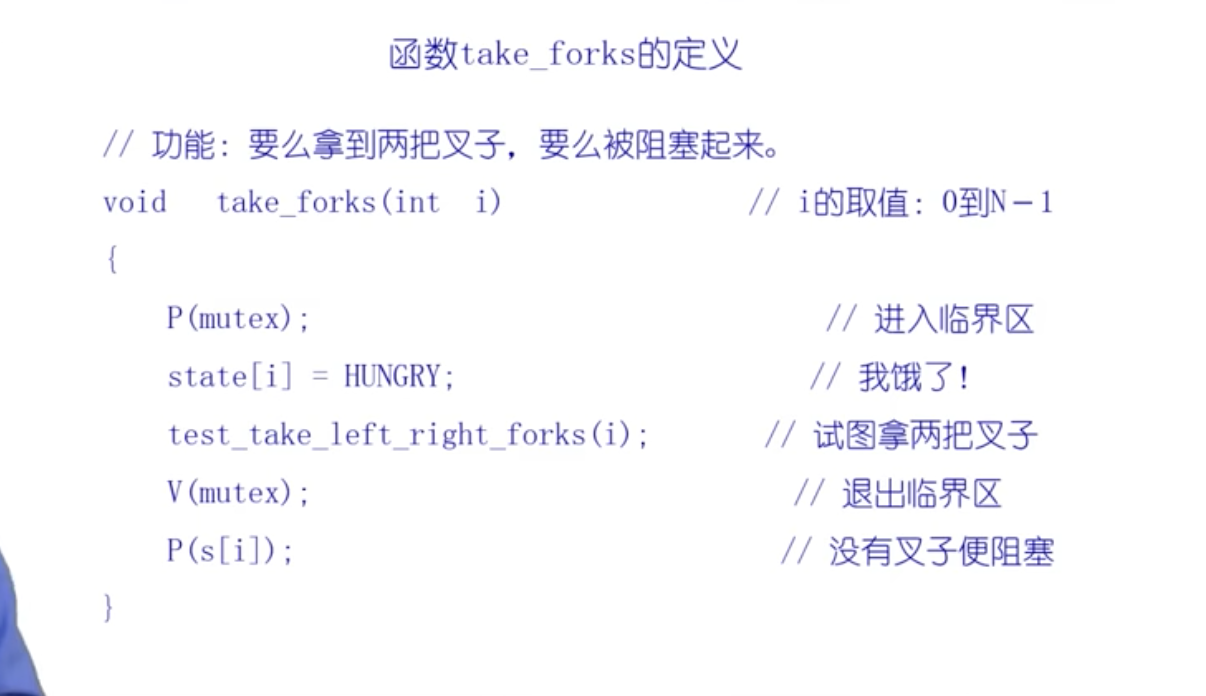 函数take_forks的定义
// 功能：要么拿到两把叉子，要么被阻塞起来。
void take_forks(int i) // i的取值：0到N－1
{
P(mutex); // 进入临界区
state[i] = HUNGRY; // 我饿了！
test_take_left_right_forks(i); // 试图拿两把叉子
V(mutex); // 退出临界区
P(s[i]); // 没有叉子便阻塞
}